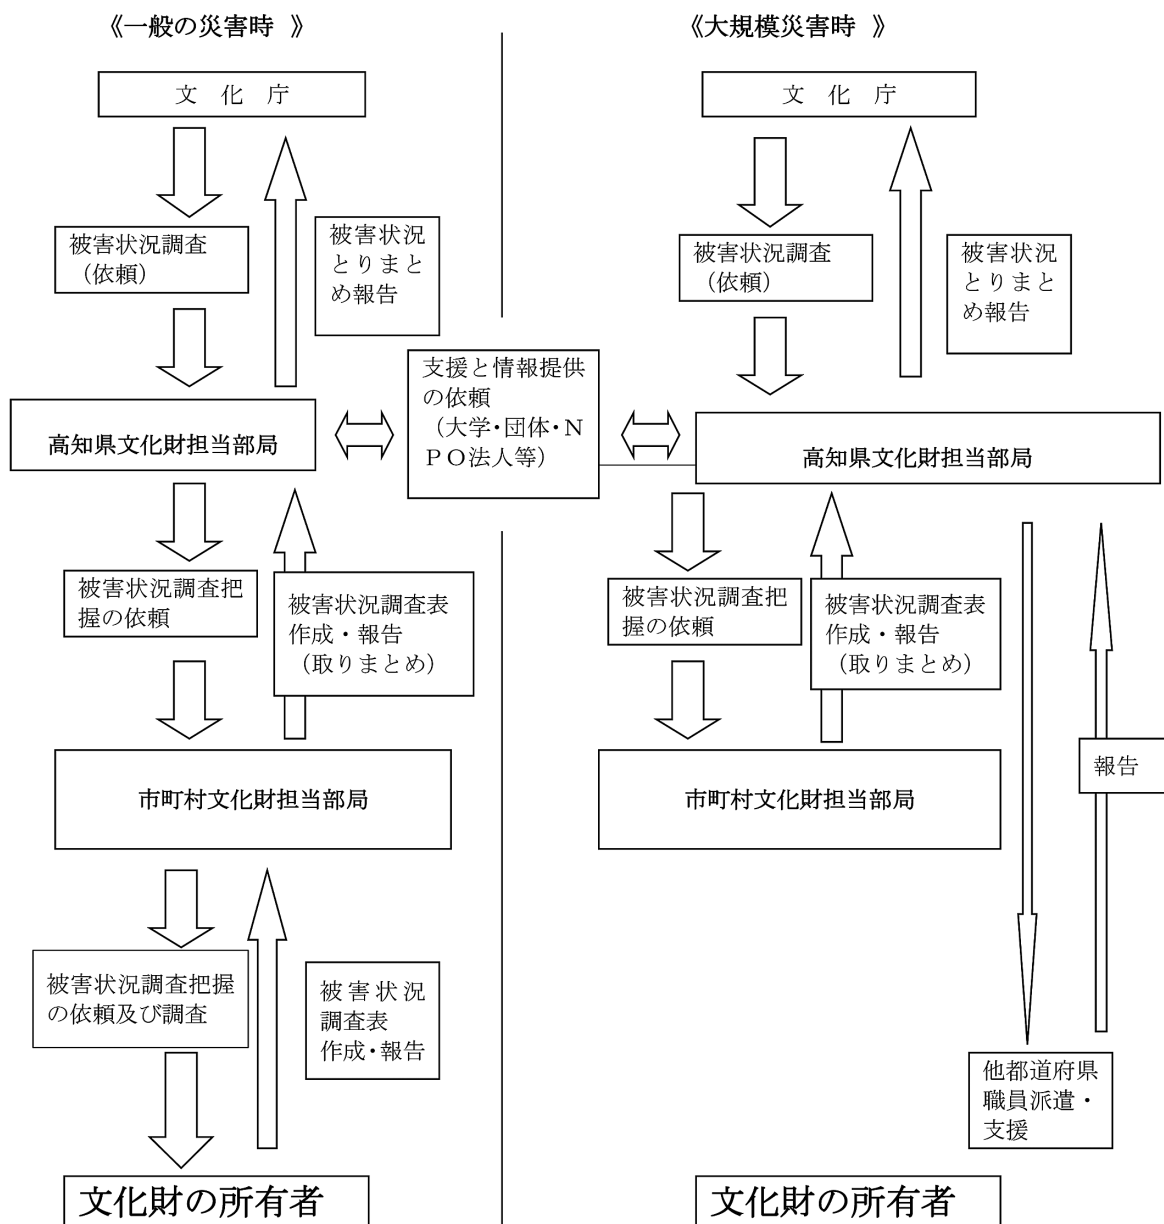 《一般の災害時 》
文 化 庁
被害状況調査
(依頼)
被害状況
とりまと
め報告
高知県文化財担当部局
支援と情報提供
の依頼
(大学・団体・N
PO法人等)
被害状況調査把
握の依頼
被害状況調査表
作成・報告
(取りまとめ)
市町村文化財担当部局
被害状況調査把握
の依頼及び調査
被害状況
調査表
作成・報告
文化財の所有者
《大規模災害時 》
文 化 庁
被害状況調査
(依頼)
被害状況
とりまと
め報告
高知県文化財担当部局
被害状況調査把
握の依頼
被害状況調査表
作成・報告
(取りまとめ)
市町村文化財担当部局
報告
他都道府県
職員派遣・
支援
文化財の所有者